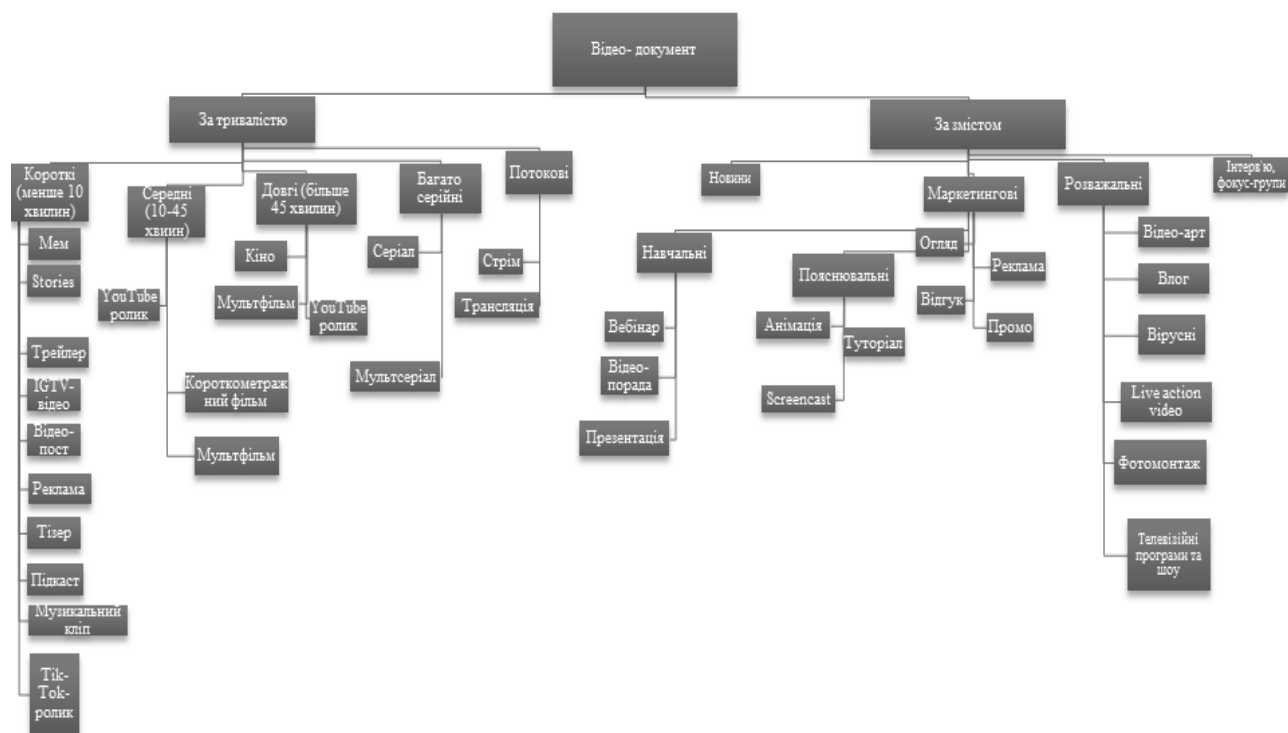 Відео- документ
За тривалістю
За змістом
Короткі
(менше 10
хвилин)
Мем
Stories
Трейлер
IGTV-
відео
Відео-
пост
Реклама
Тізер
Підкаст
Музикальний
кліп
Tik-
Tok-
ролик
Середні
(10-45
хвиин)
YouTube
ролик
Короткометраж
ний фільм
Мультфільм
Довгі (більше
45 хвилин)
Кіно
Мультфільм
YouTube
ролик
Багато
серійні
Серіал
Мультсеріал
Потокові
Стрім
Трансляція
Новини
Навчальні
Вебінар
Відео-
порада
Презентація
Пояснювальні
Анімація
Туторіал
Screencast
Маркетингові
Огляд
Реклама
Відгук
Промо
Розважальні
Відео-арт
Влог
Вірусні
Live action
video
Фотомонтаж
Телевізійні
програми та
шоу
Інтерв'ю,
фокус-групи